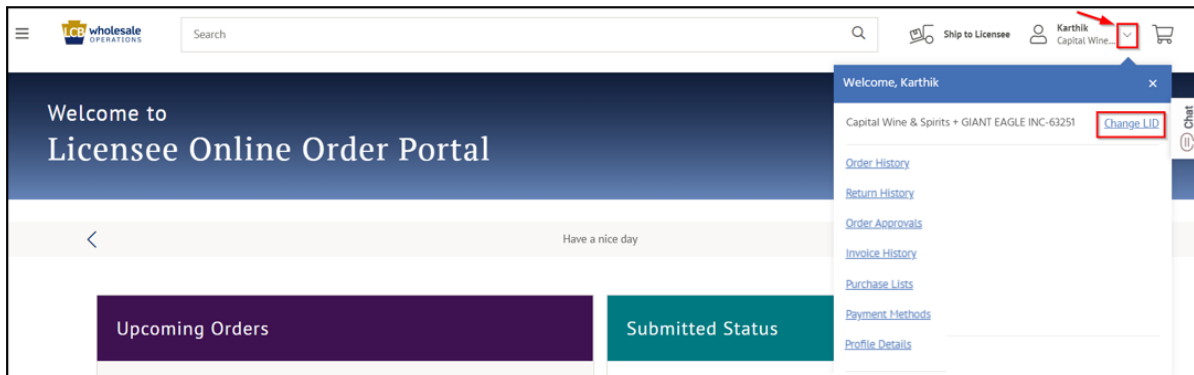 LCB wholesale
OPERATIONS
Search
Ship to Licensee
Karthik
Capital Wine...
Welcome, Karthik
×
Capital Wine & Spirits + GIANT EAGLE INC-63251
Change LID
Order History
Return History
Order Approvals
Invoice History
Purchase Lists
Payment Methods
Profile Details
Chat
Welcome to
Licensee Online Order Portal
Have a nice day
Upcoming Orders
Submitted Status